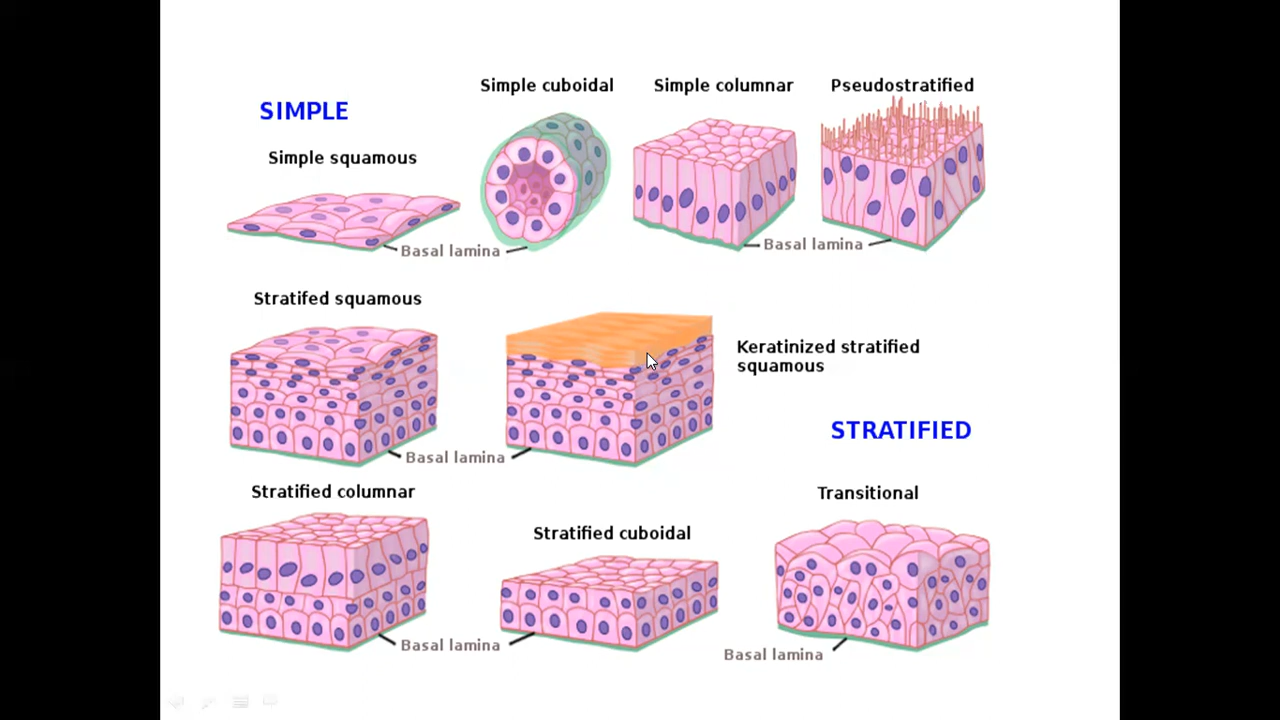 SIMPLE
Simple squamous
Simple cuboidal
Simple columnar
Pseudostratified
Basal lamina
Basal lamina
Stratifed squamous
Keratinized stratified
squamous
Basal lamina
STRATIFIED
Stratified columnar
Stratified cuboidal
Transitional
Basal lamina
Basal lamina